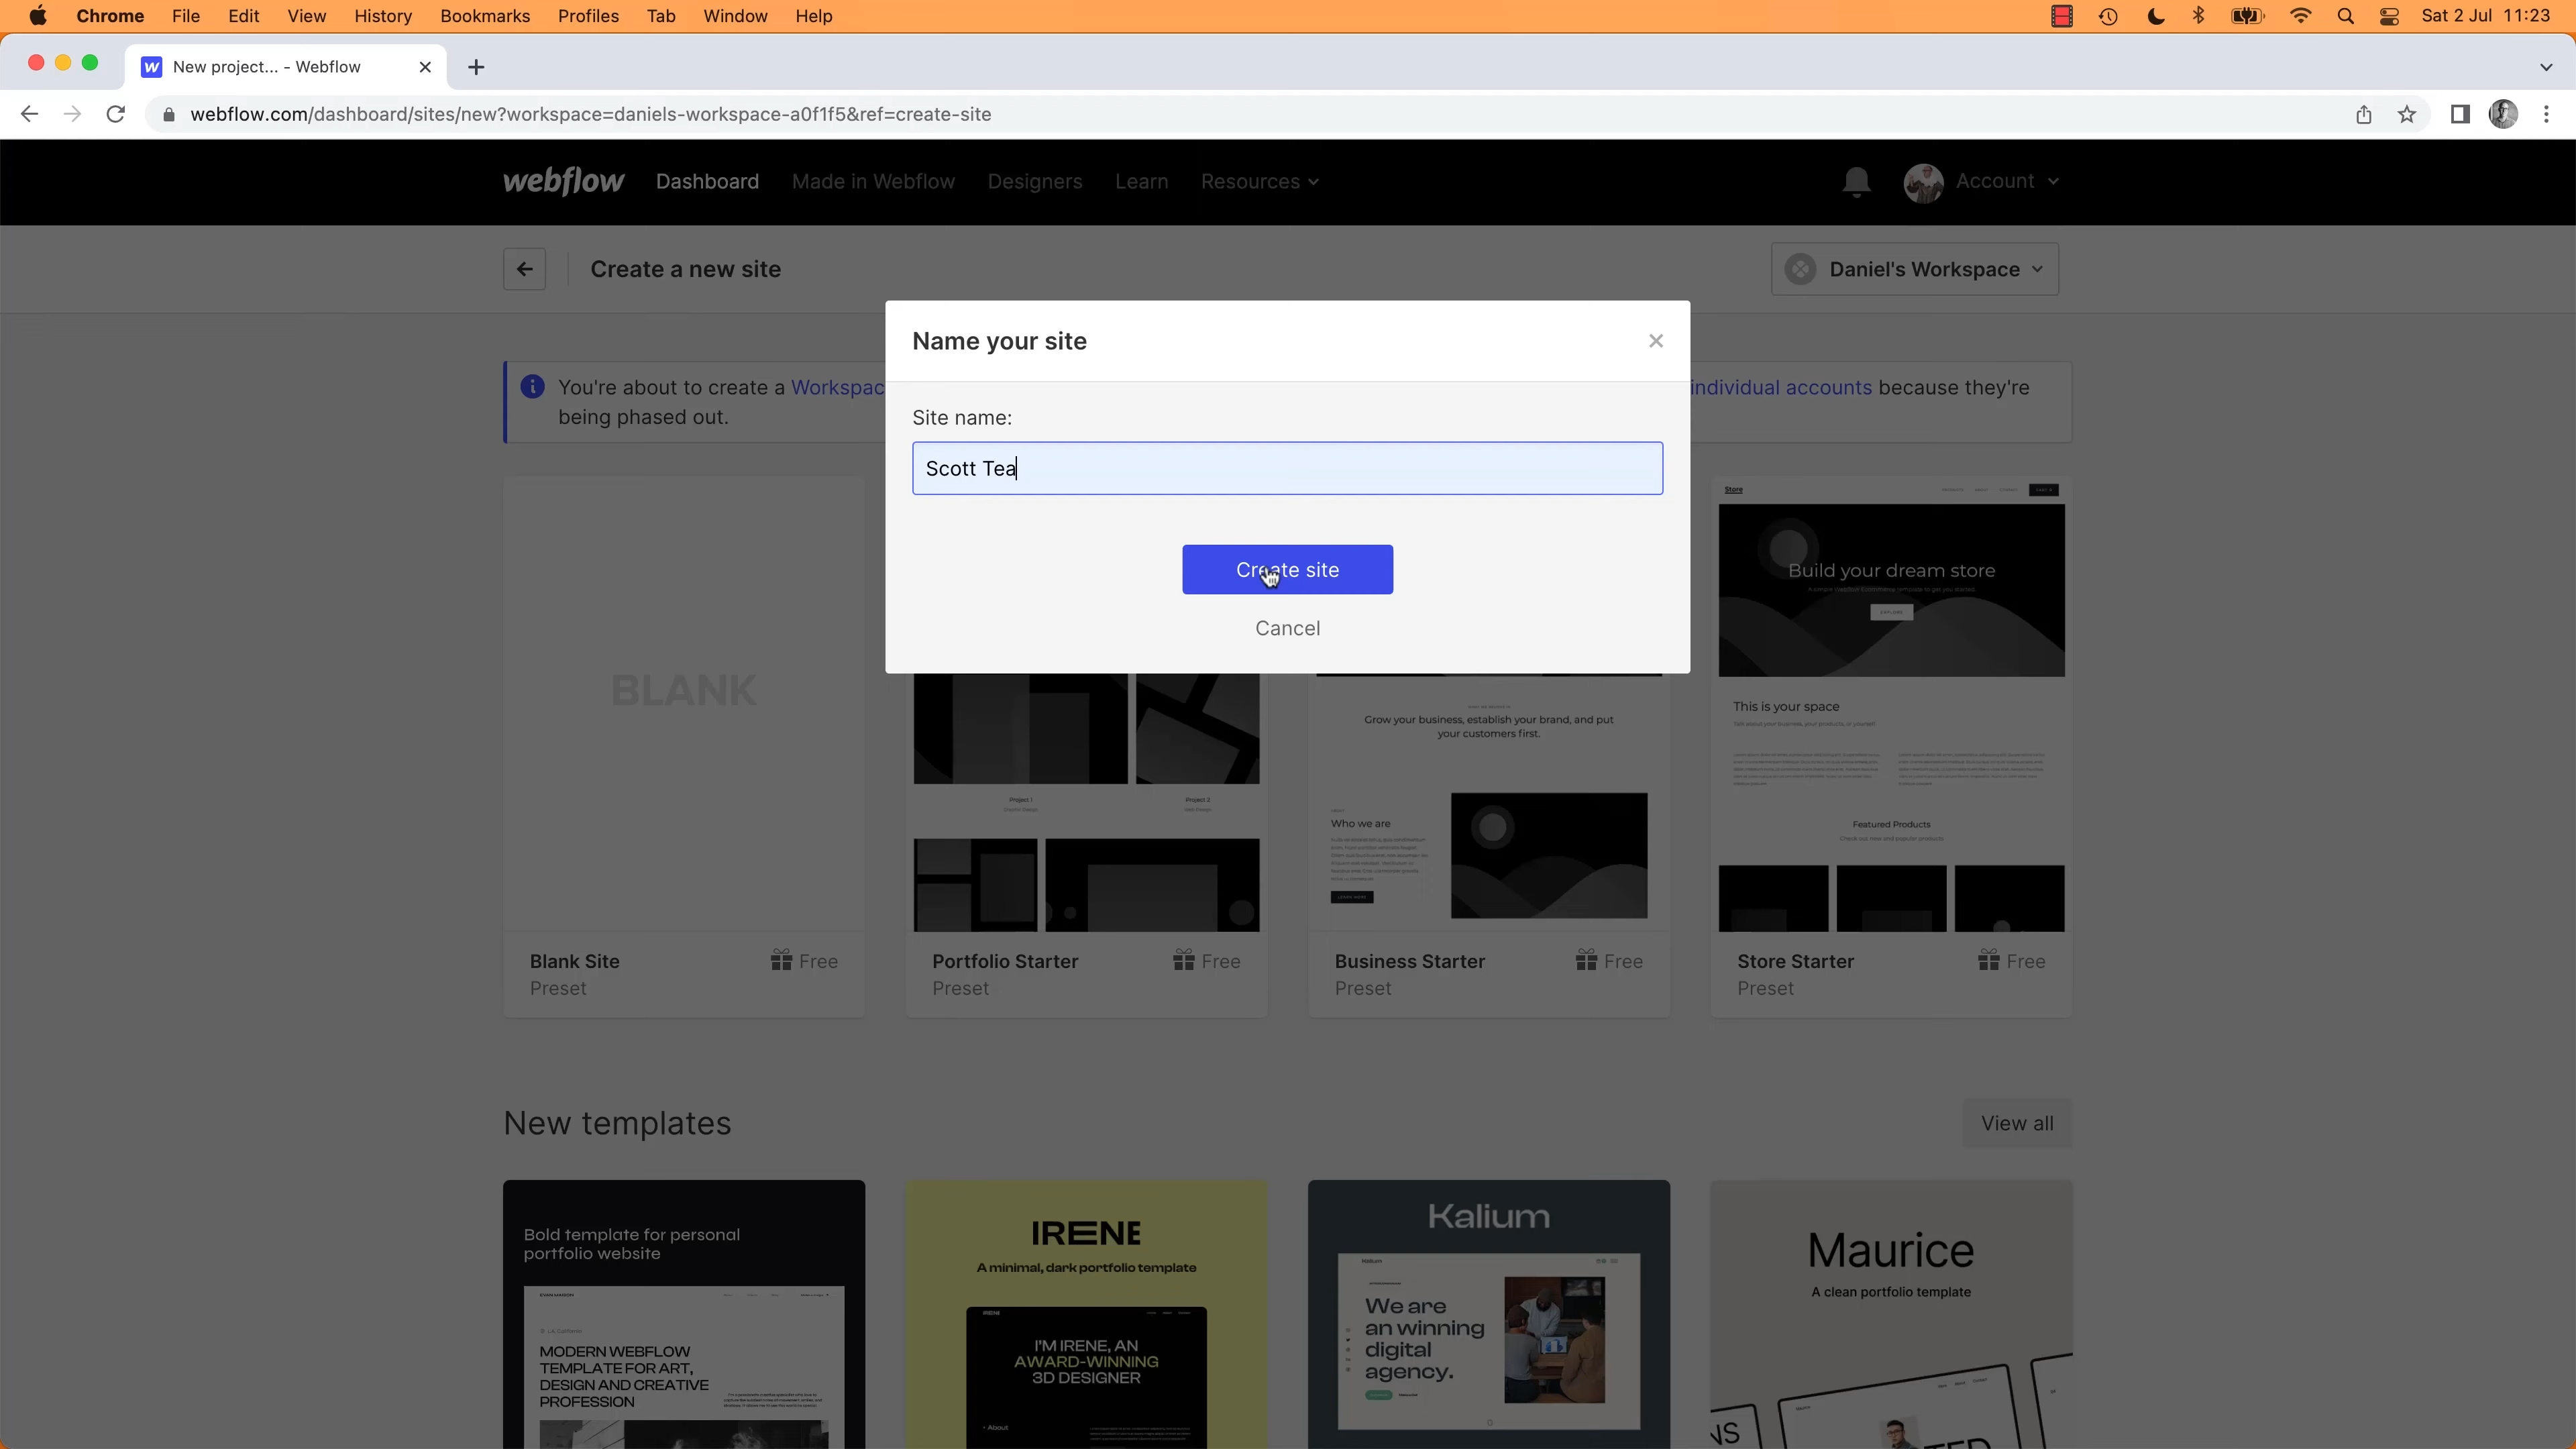 Chrome File Edit View History Bookmarks Profiles Tab Window Help Sat 2 Jul 11:23
New project... - Webflow
webflow.com/dashboard/sites/new?workspace=daniels-workspace-a0f1f5&ref=create-site
webflow Dashboard Made in Webflow Designers Learn Resources Account
Create a new site Daniel's Workspace
Name your site
You're about to create a Workspac individual accounts because they're
being phased out.
Site name:
Scott Tea
Create site
Cancel
Store
Build your dream store
BLANK
Grow your business, establish your brand, and put
your customers first.
This is your space
Project 1 Project 2
Who we are
Featured Products
Blank Site Free
Preset
Portfolio Starter Free
Preset
Business Starter Free
Preset
Store Starter Free
Preset
New templates View all
Bold template for personal
portfolio website
MODERN WEBFLOW
TEMPLATE FOR ART,
DESIGN AND CREATIVE
PROFESSION
IRENE
A minimal, dark portfolio template
I'M IRENE, AN
AWARD-WINNING
3D DESIGNER
About
Kalium
We are
an winning
digital
agency.
Maurice
A clean portfolio template